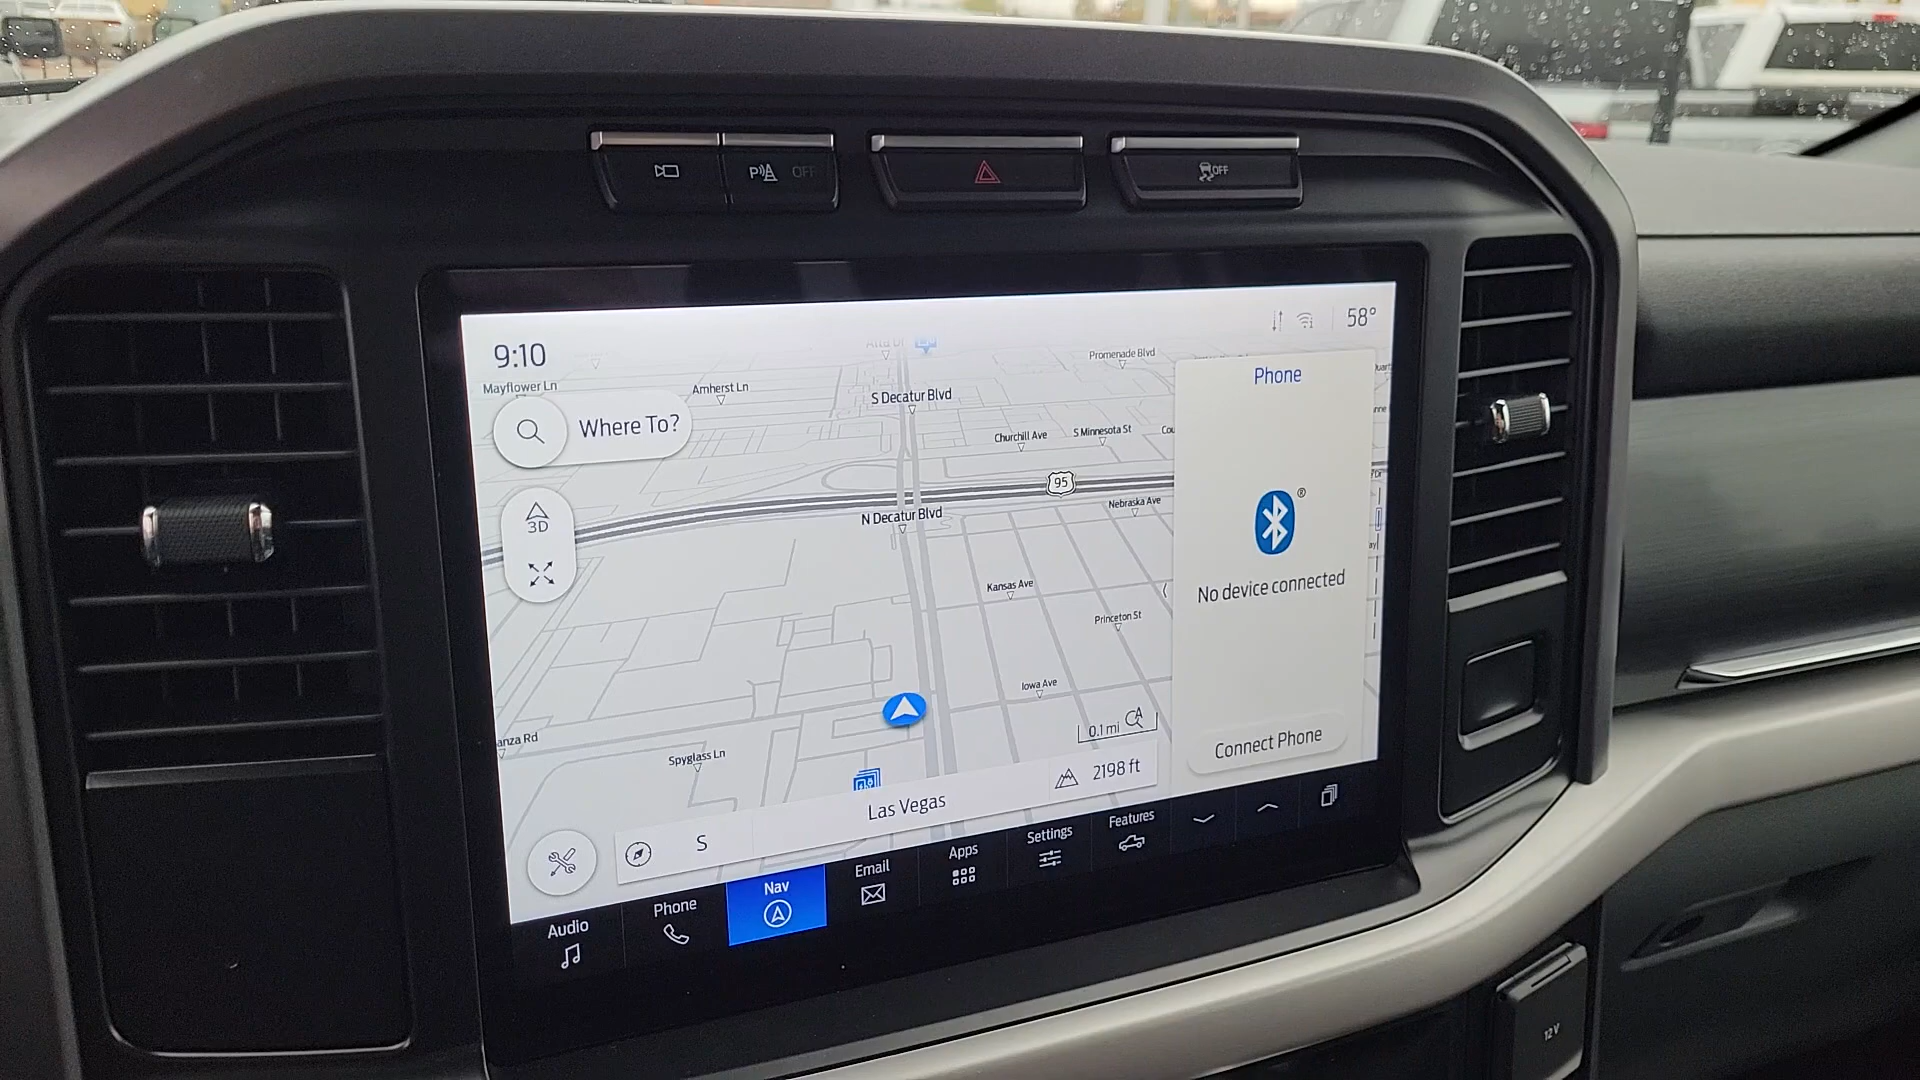 P OFF
OFF
9:10
58°
Mayflower Ln
Amherst Ln
S Decatur Blvd
Promenade Blvd
Phone
Where To?
Churchill Ave
S Minnesota St
Cou
95
3D
N Decatur Blvd
Nebraska Ave
®
No device connected
Kansas Ave
Princeton St
Iowa Ave
0.1 mi
anza Rd
Spyglass Ln
Connect Phone
2198 ft
Las Vegas
S
Audio
Phone
Nav
Email
Apps
Settings
Features
12V